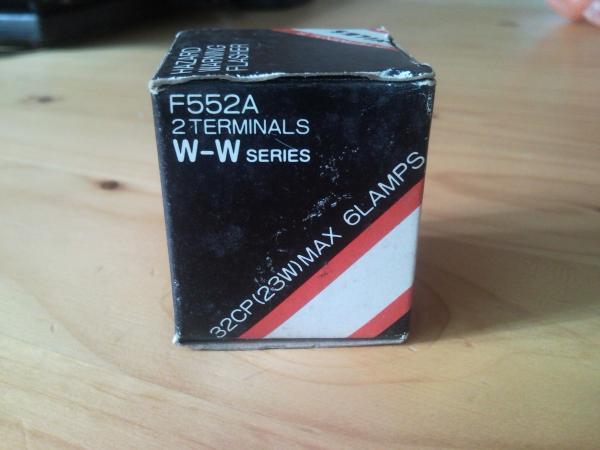 HAZARD
WARNING
FLASHER
F552A
2 TERMINALS
W-W SERIES
32CP(23W)MAX 6LAMPS